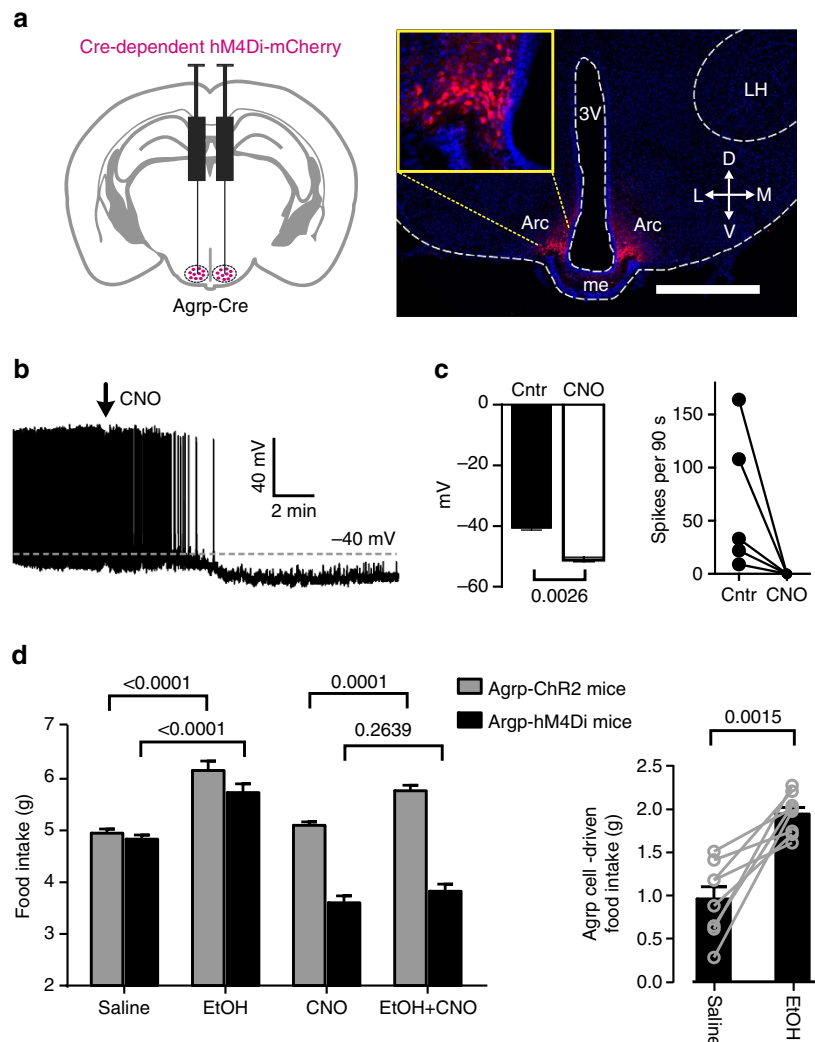 a
Cre-dependent hM4Di-mCherry
Agrp-Cre
3V
LH
D
L M
V
Arc Arc
me
b
CNO
40 mV
2 min
–40 mV
c
Cntr CNO
0
–20
–40
–60
mV
0.0026
150
100
50
0
Spikes per 90 s
Cntr CNO
d
<0.0001
<0.0001
0.0001
0.2639
Agrp-ChR2 mice
Argp-hM4Di mice
7
6
5
4
3
2
Food intake (g)
Saline EtOH CNO EtOH+CNO
0.0015
2.5
2.0
1.5
1.0
0.5
0.0
Agrp cell -driven
food intake (g)
Saline
EtOH